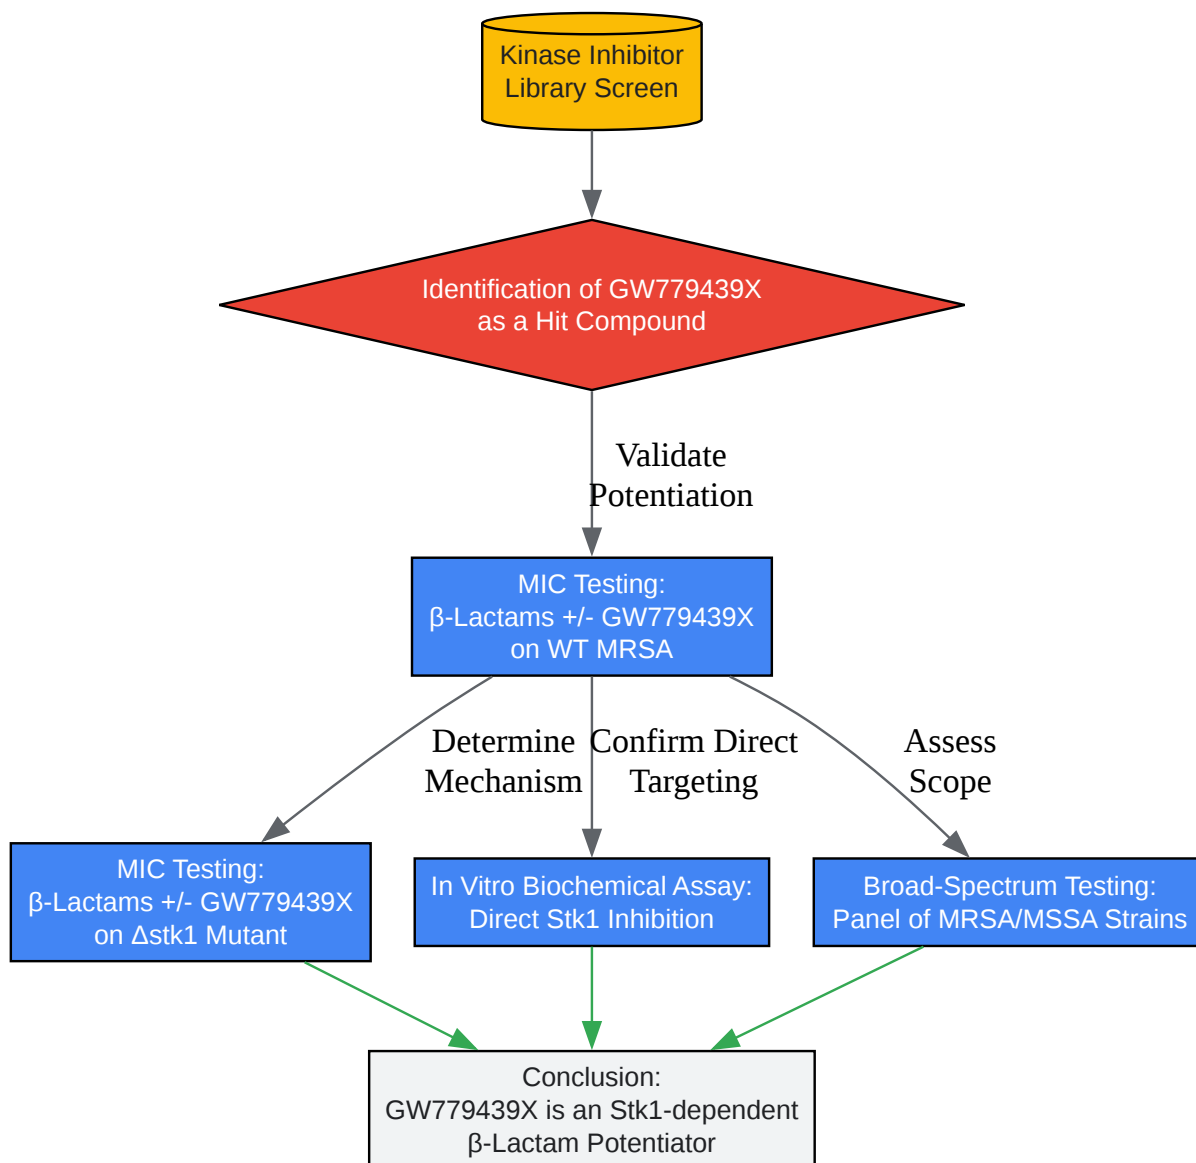 Kinase Inhibitor
Library Screen
Identification of GW779439X
as a Hit Compound
Validate
Potentiation
MIC Testing:
β-Lactams +/- GW779439X
on WT MRSA
Determine
Mechanism
Confirm Direct
Targeting
Assess
Scope
MIC Testing:
β-Lactams +/- GW779439X
on Δstk1 Mutant
In Vitro Biochemical Assay:
Direct Stk1 Inhibition
Broad-Spectrum Testing:
Panel of MRSA/MSSA Strains
Conclusion:
GW779439X is an Stk1-dependent
β-Lactam Potentiator